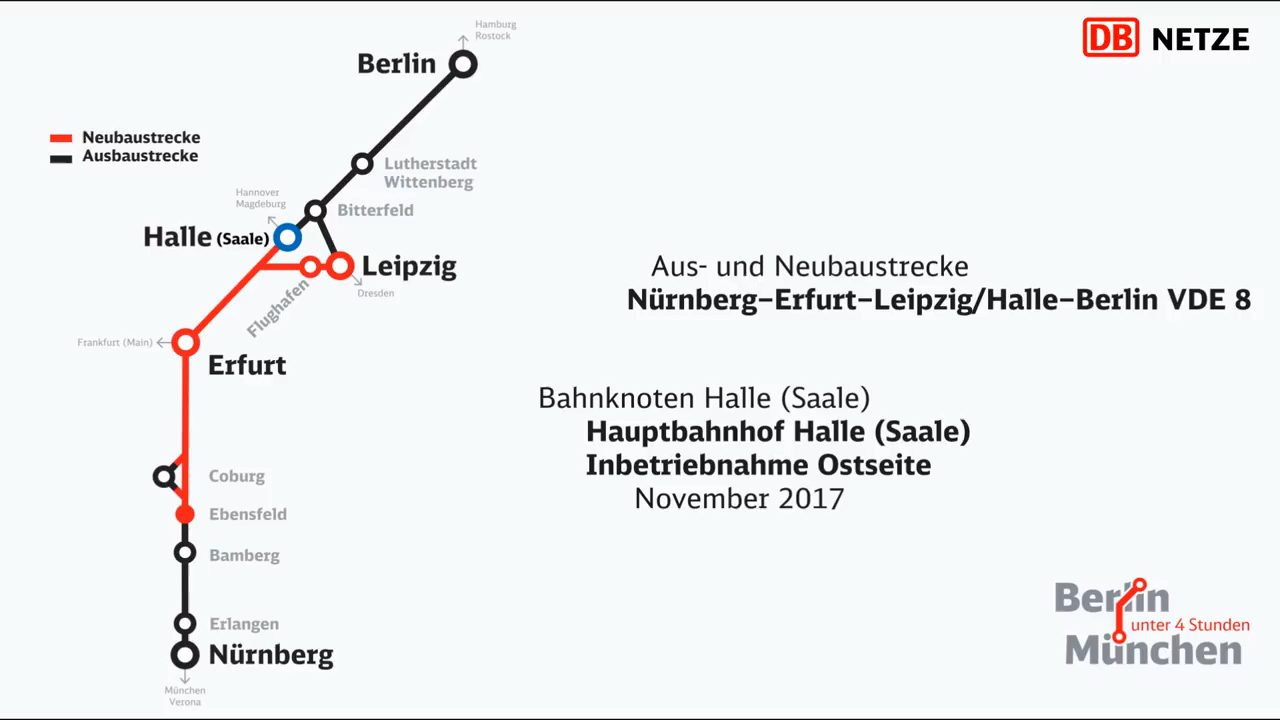 Hamburg
Rostock
DB NETZE
Berlin
Neubaustrecke
Ausbaustrecke
Lutherstadt
Wittenberg
Hannover
Magdeburg
Bitterfeld
Halle (Saale)
Leipzig
Flughafen
Dresden
Aus- und Neubaustrecke
Nürnberg–Erfurt–Leipzig/Halle–Berlin VDE 8
Frankfurt (Main)
Erfurt
Bahnknoten Halle (Saale)
Hauptbahnhof Halle (Saale)
Inbetriebnahme Ostseite
November 2017
Coburg
Ebensfeld
Bamberg
Erlangen
Nürnberg
München
Verona
Berlin
unter 4 Stunden
München